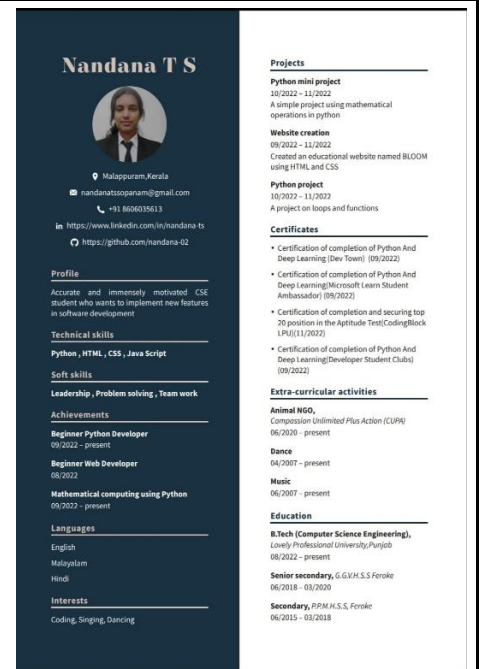 Nandana T S
Malappuram,Kerala
nandanatssopanam@gmail.com
+91 8606035613
https://www.linkedin.com/in/nandana-ts
https://github.com/nandana-02
Profile
Accurate and immensely motivated CSE
student who wants to implement new features
in software development
Technical skills
Python , HTML , CSS , Java Script
Soft skills
Leadership , Problem solving , Team work
Achievements
Beginner Python Developer
09/2022 – present
Beginner Web Developer
08/2022
Mathematical computing using Python
09/2022 – present
Languages
English
Malayalam
Hindi
Interests
Coding, Singing, Dancing
Projects
Python mini project
10/2022 – 11/2022
A simple project using mathematical
operations in python
Website creation
09/2022 – 11/2022
Created an educational website named BLOOM
using HTML and CSS
Python project
10/2022 – 11/2022
A project on loops and functions
Certificates
• Certification of completion of Python And
Deep Learning (Dev Town) (09/2022)
• Certification of completion of Python And
Deep Learning(Microsoft Learn Student
Ambassador) (09/2022)
• Certification of completion and securing top
20 position in the Aptitude Test(CodingBlock
LPU)(11/2022)
• Certification of completion of Python And
Deep Learning(Developer Student Clubs)
(09/2022)
Extra-curricular activities
Animal NGO,
Compassion Unlimited Plus Action (CUPA)
06/2020 – present
Dance
04/2007 – present
Music
06/2007 – present
Education
B.Tech (Computer Science Engineering),
Lovely Professional University,Punjab
08/2022 – present
Senior secondary, G.G.V.H.S.S Feroke
06/2018 – 03/2020
Secondary, P.P.M.H.S.S, Feroke
06/2015 – 03/2018